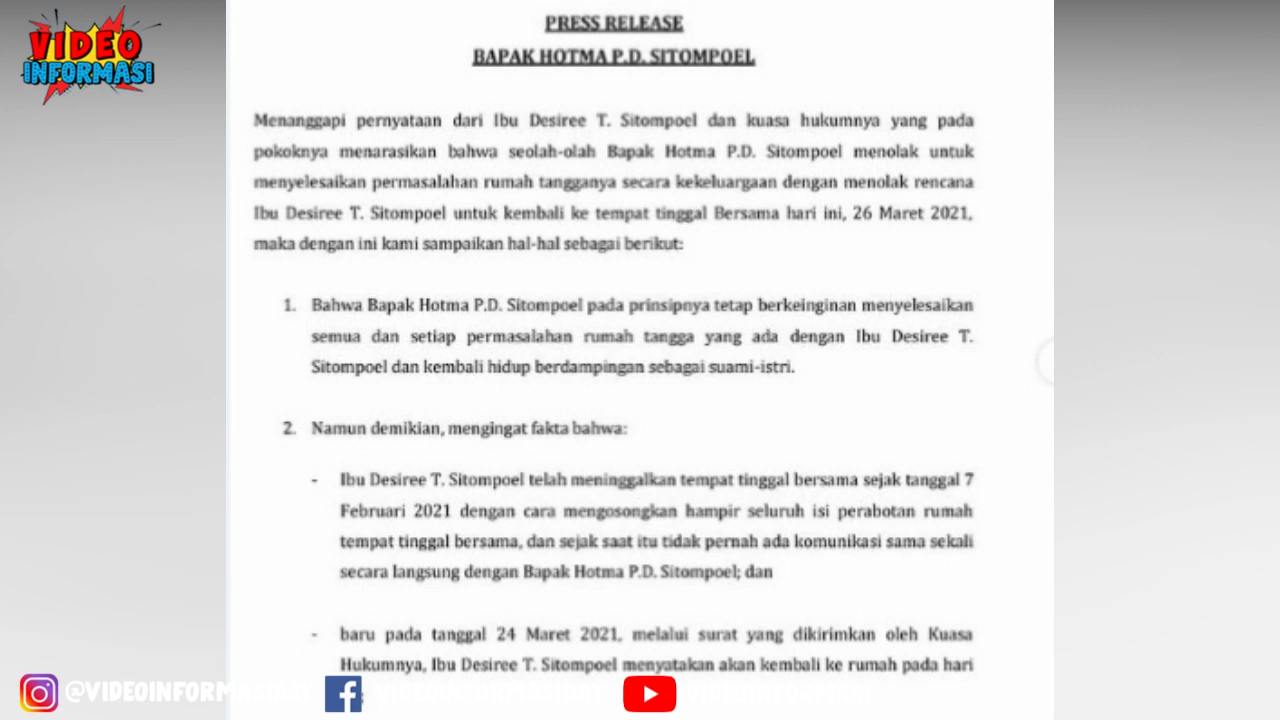 VIDEO
INFORMASI
PRESS RELEASE
BAPAK HOTMA P.D. SITOMPOEL
Menanggapi pernyataan dari Ibu Desiree T. Sitompoel dan kuasa hukumnya yang pada
pokoknya menarasikan bahwa seolah-olah Bapak Hotma P.D. Sitompoel menolak untuk
menyelesaikan permasalahan rumah tangganya secara kekeluargaan dengan menolak rencana
Ibu Desiree T. Sitompoel untuk kembali ke tempat tinggal Bersama hari ini, 26 Maret 2021,
maka dengan ini kami sampaikan hal-hal sebagai berikut:
1. Bahwa Bapak Hotma P.D. Sitompoel pada prinsipnya tetap berkeinginan menyelesaikan
semua dan setiap permasalahan rumah tangga yang ada dengan Ibu Desiree T.
Sitompoel dan kembali hidup berdampingan sebagai suami-istri.
2. Namun demikian, mengingat fakta bahwa:
- Ibu Desiree T. Sitompoel telah meninggalkan tempat tinggal bersama sejak tanggal 7
Februari 2021 dengan cara mengosongkan hampir seluruh isi perabotan rumah
tempat tinggal bersama, dan sejak saat itu tidak pernah ada komunikasi sama sekali
secara langsung dengan Bapak Hotma P.D. Sitompoel; dan
- baru pada tanggal 24 Maret 2021, melalui surat yang dikirimkan oleh Kuasa
Hukumnya, Ibu Desiree T. Sitompoel menyatakan akan kembali ke rumah pada hari